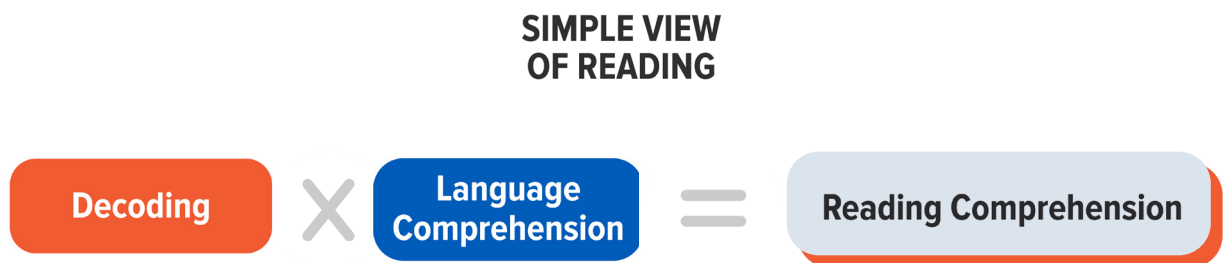 SIMPLE VIEW
OF READING
Decoding X Language
Comprehension = Reading Comprehension